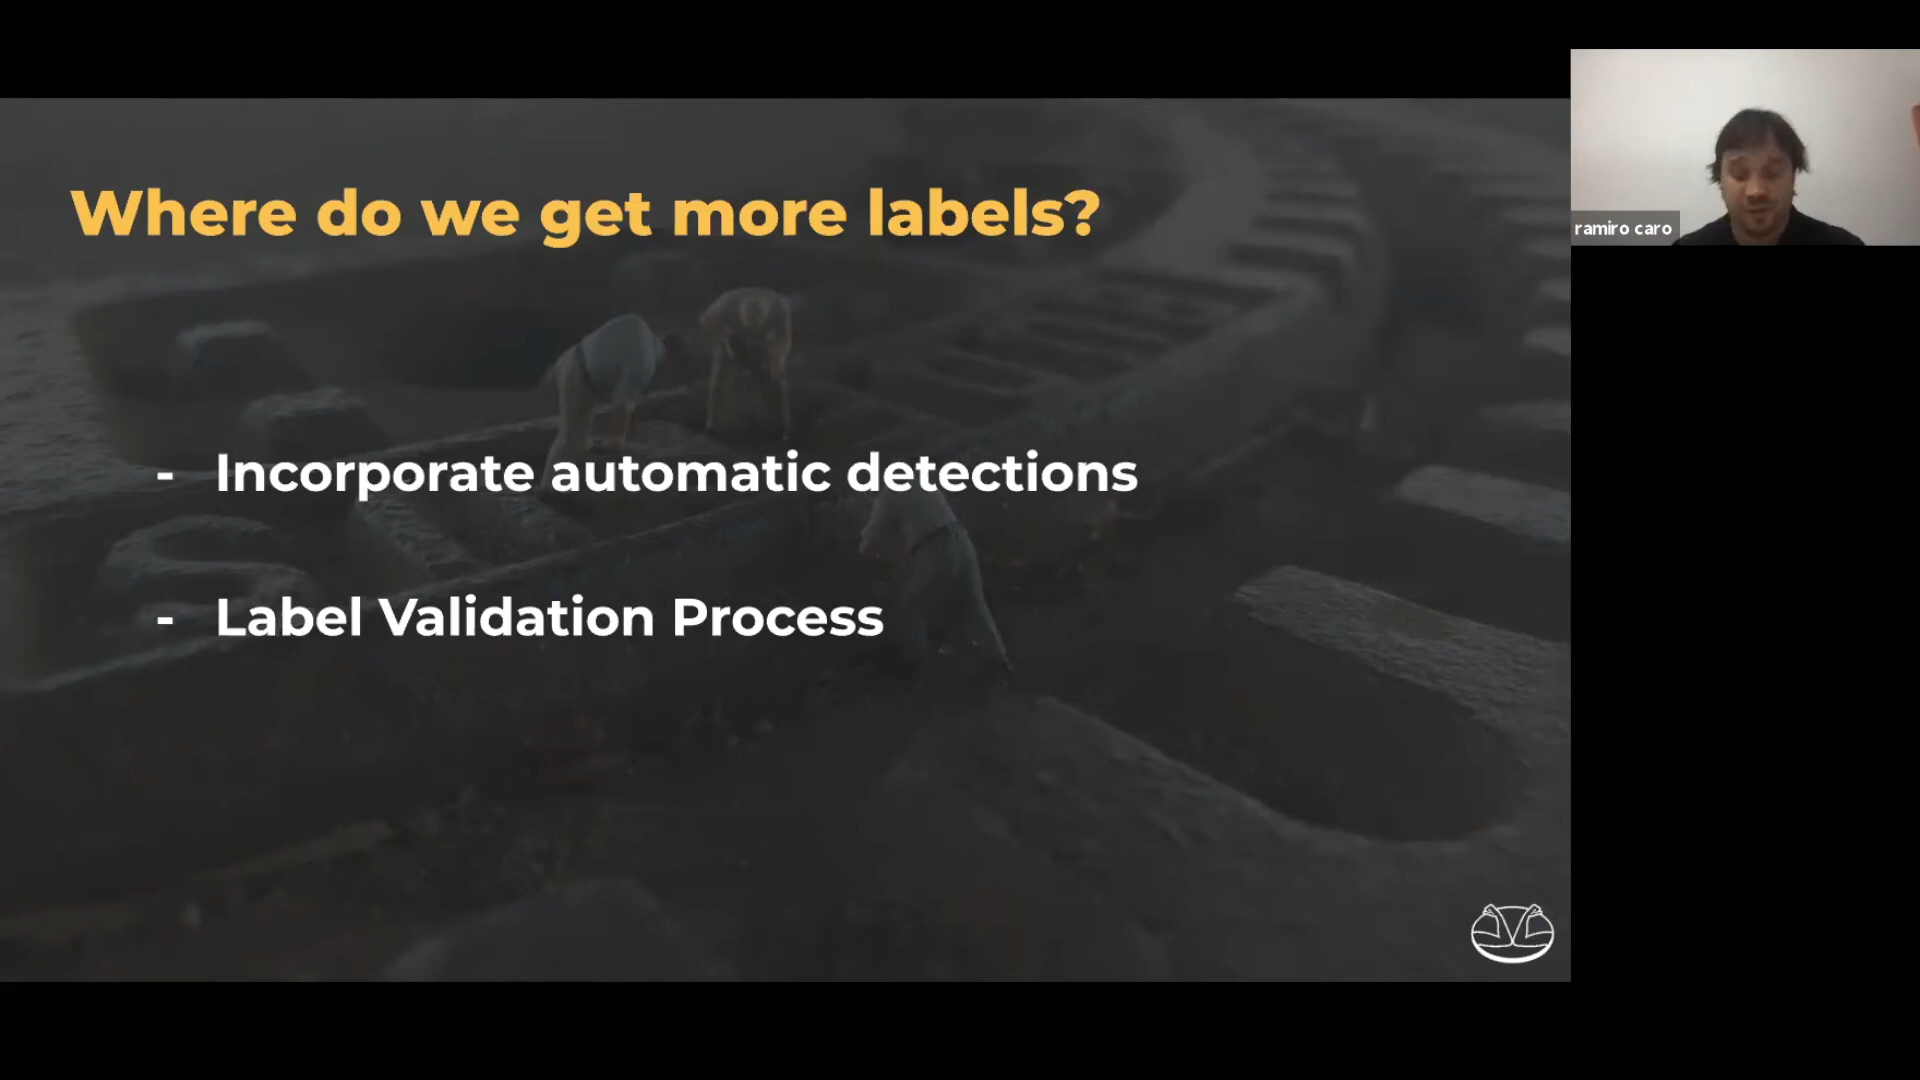 Where do we get more labels?
- Incorporate automatic detections
- Label Validation Process
ramiro caro